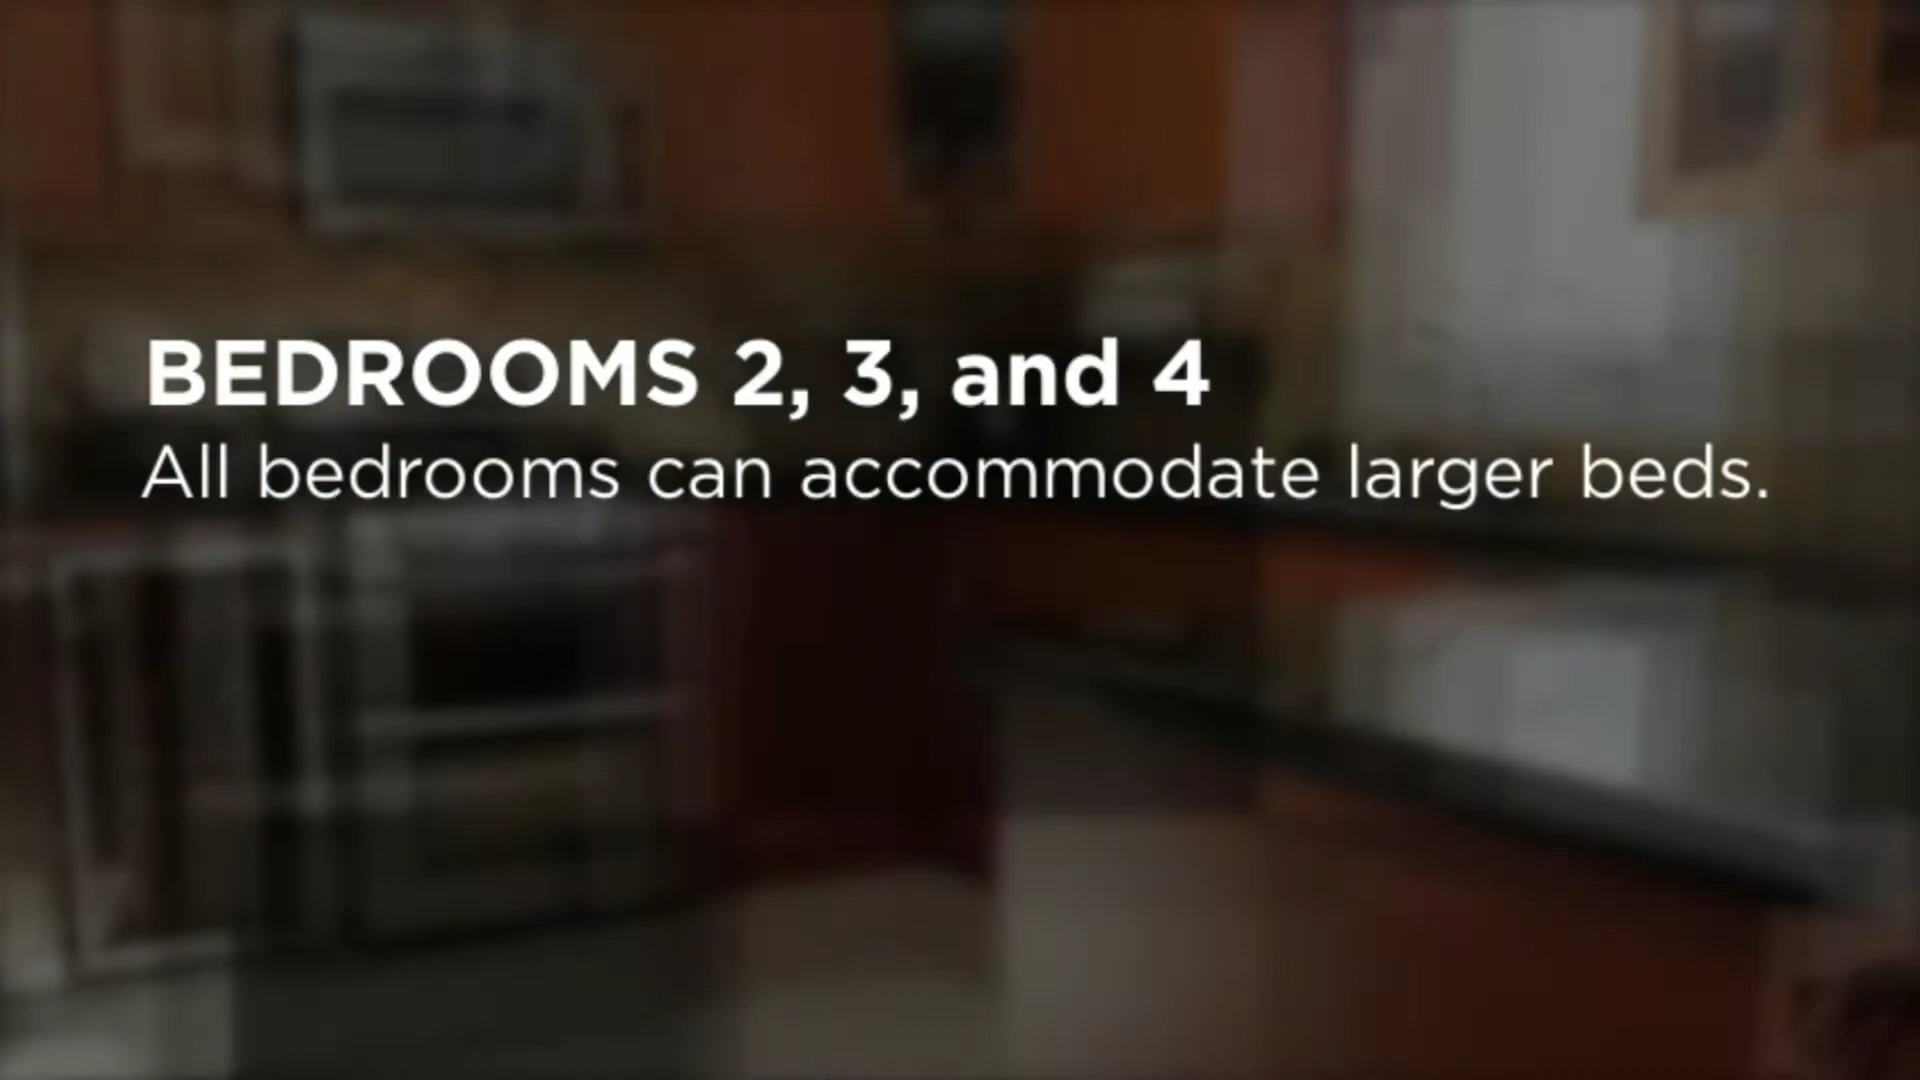 BEDROOMS 2, 3, and 4
All bedrooms can accommodate larger beds.